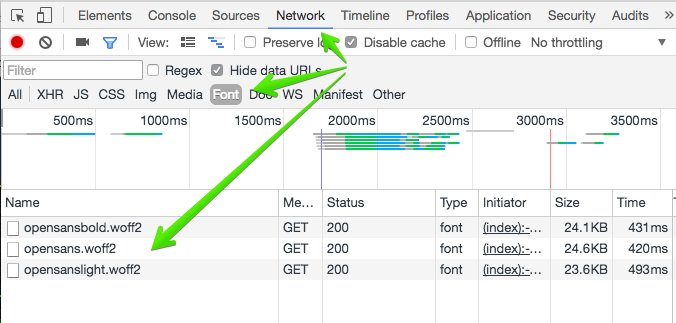 Elements Console Sources Network Timeline Profiles Application Security Audits »
View: Preserve lo Disable cache Offline No throttling
Filter Regex Hide data URLs
All XHR JS CSS Img Media Font Doc WS Manifest Other
500ms 1000ms 1500ms 2000ms 2500ms 3000ms 3500ms
Name Me... Status Type Initiator Size Time
opensansbold.woff2 GET 200 font (index):-... 24.1KB 431ms
opensans.woff2 GET 200 font (index):-... 24.6KB 420ms
opensanslight.woff2 GET 200 font (index):-... 23.6KB 493ms